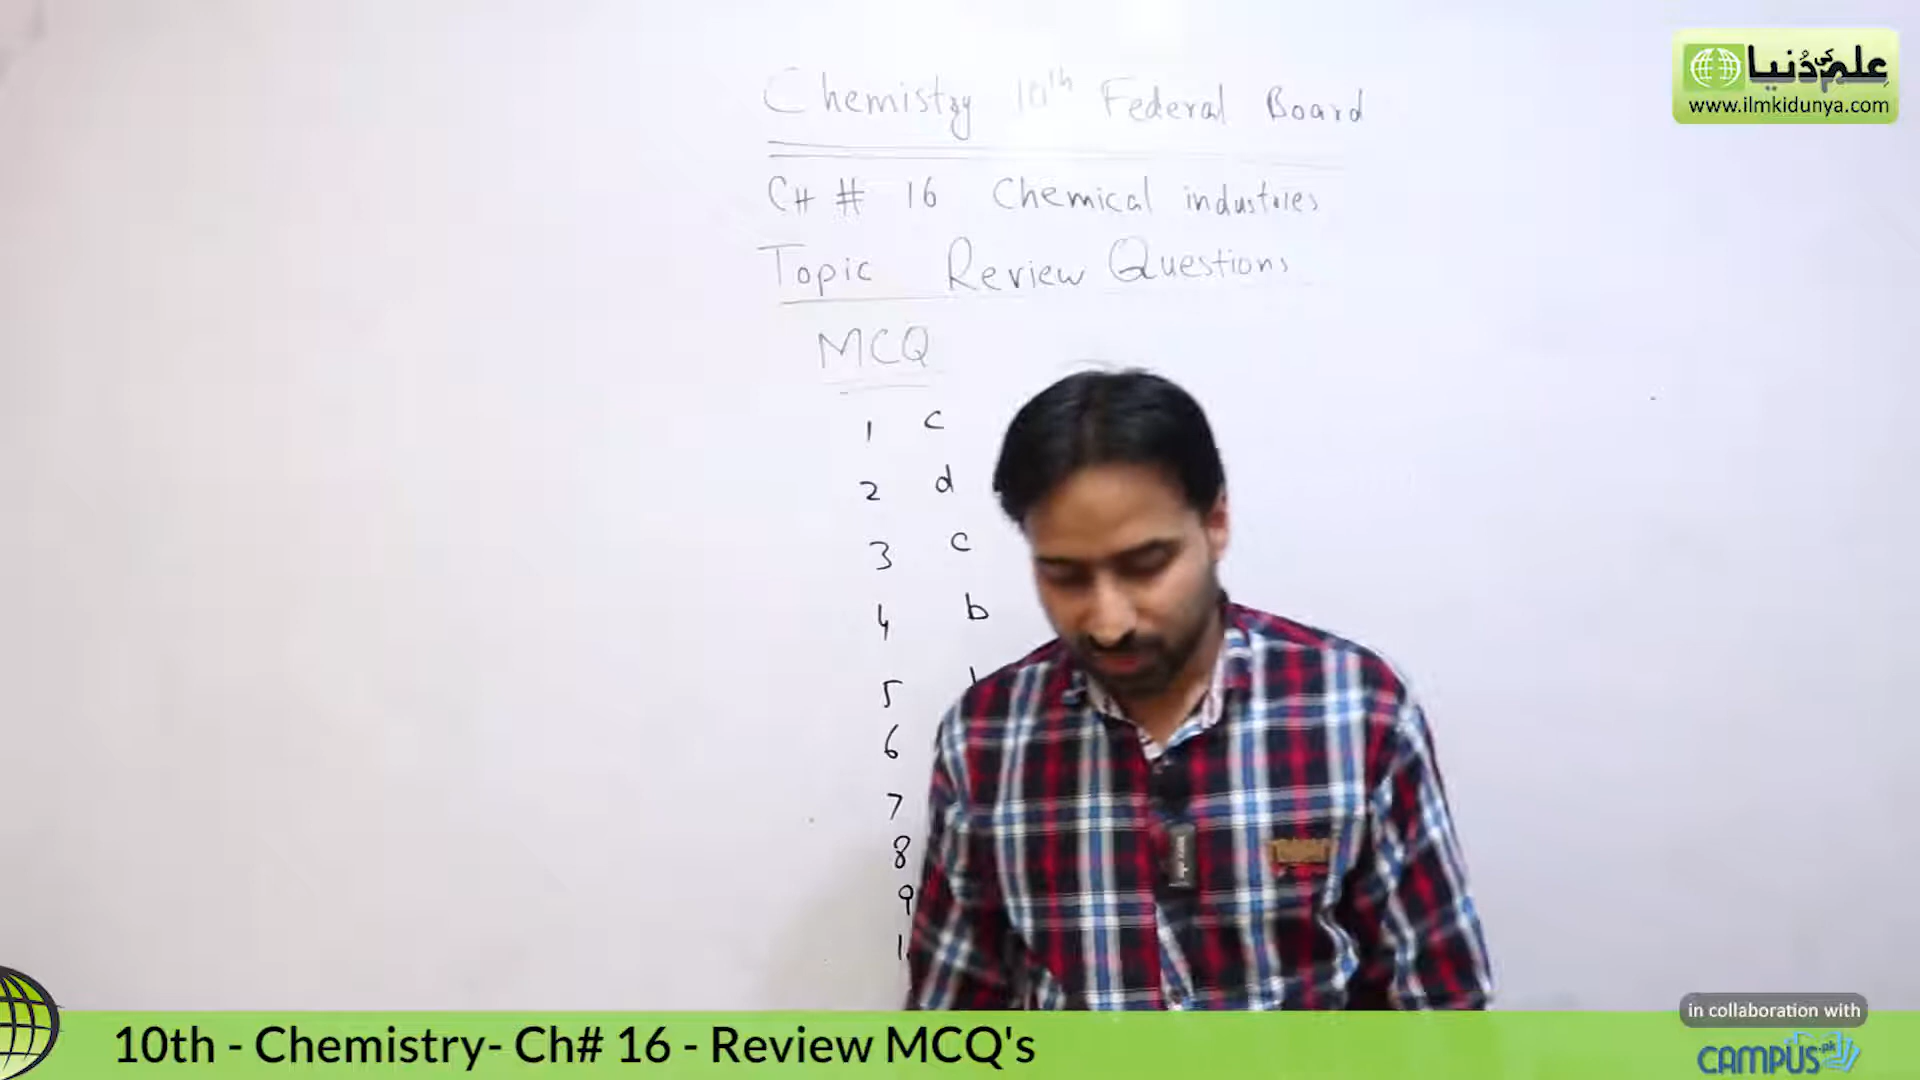 علم کی دُنیا
www.ilmkidunya.com
Chemistry 10th Federal Board
CH # 16 Chemical industries
Topic Review Questions
MCQ
1 c
2 d
3 c
4 b
5
6
7
8
9
in collaboration with
10th - Chemistry- Ch# 16 - Review MCQ's
CAMPUS.pk